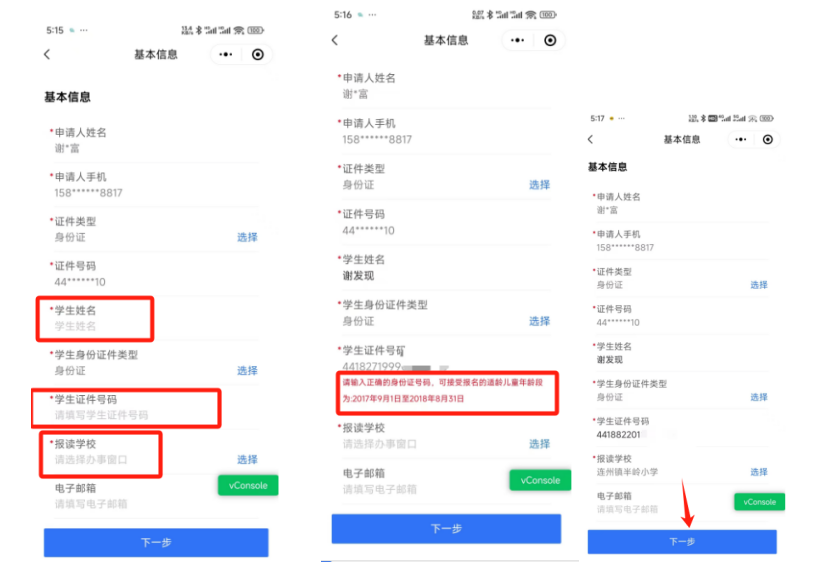 5:15
基本信息
基本信息
*申请人姓名
谢*富
*申请人手机
158******8817
*证件类型
身份证
选择
*证件号码
44******10
*学生姓名
学生姓名
*学生身份证件类型
身份证
选择
*学生证件号码
请填写学生证件号码
*报读学校
请选择办事窗口
选择
电子邮箱
请填写电子邮箱
vConsole
下一步
5:16
基本信息
*申请人姓名
谢*富
*申请人手机
158******8817
*证件类型
身份证
选择
*证件号码
44******10
*学生姓名
谢发现
*学生身份证件类型
身份证
选择
*学生证件号码
4418271999
请输入正确的身份证号码，可接受报名的适龄儿童年龄段
为:2017年9月1日至2018年8月31日
*报读学校
请选择办事窗口
选择
电子邮箱
请填写电子邮箱
vConsole
下一步
5:17
基本信息
基本信息
*申请人姓名
谢*富
*申请人手机
158******8817
*证件类型
身份证
选择
*证件号码
44******10
*学生姓名
谢发现
*学生身份证件类型
身份证
选择
*学生证件号码
441882201
*报读学校
连州镇半岭小学
选择
电子邮箱
请填写电子邮箱
vConsole
下一步